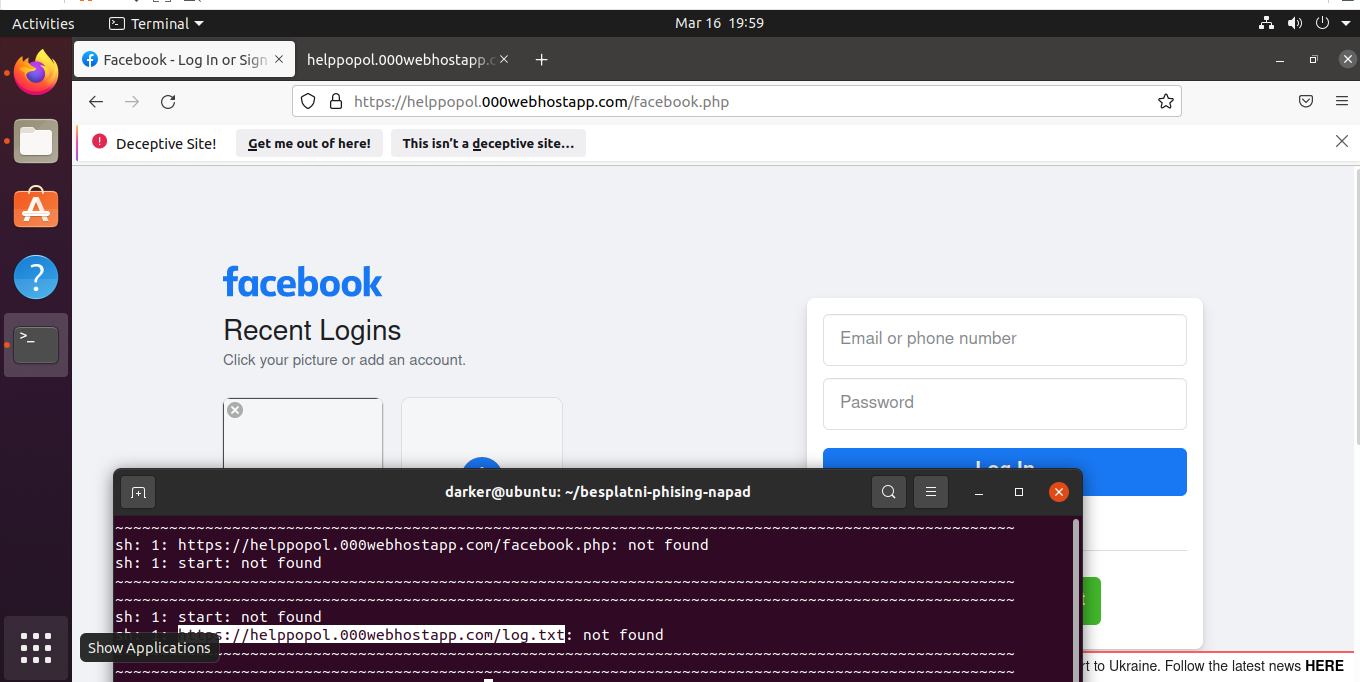 Activities
Terminal
Mar 16 19:59
Facebook - Log In or Sign
helppopol.000webhostapp.c
https://helppopol.000webhostapp.com/facebook.php
Deceptive Site!
Get me out of here!
This isn't a deceptive site...
facebook
Recent Logins
Click your picture or add an account.
Email or phone number
Password
Log In
darker@ubuntu: ~/besplatni-phising-napad
~~~~~~~~~~~~~~~~~~~~~~~~~~~~~~~~~~~~~~~~~~~~~~~~~~~~~~~~~~~~~~~~~~~~~~~~~~~~~~~~~~~~~~~~~~~~~~~~~~~~
sh: 1: https://helppopol.000webhostapp.com/facebook.php: not found
sh: 1: start: not found
~~~~~~~~~~~~~~~~~~~~~~~~~~~~~~~~~~~~~~~~~~~~~~~~~~~~~~~~~~~~~~~~~~~~~~~~~~~~~~~~~~~~~~~~~~~~~~~~~~~~
~~~~~~~~~~~~~~~~~~~~~~~~~~~~~~~~~~~~~~~~~~~~~~~~~~~~~~~~~~~~~~~~~~~~~~~~~~~~~~~~~~~~~~~~~~~~~~~~~~~~
sh: 1: start: not found
sh: 1: https://helppopol.000webhostapp.com/log.txt: not found
~~~~~~~~~~~~~~~~~~~~~~~~~~~~~~~~~~~~~~~~~~~~~~~~~~~~~~~~~~~~~~~~~~~~~~~~~~~~~~~~~~~~~~~~
~~~~~~~~~~~~~~~~~~~~~~~~~~~~~~~~~~~~~~~~~~~~~~~~~~~~~~~~~~~~~~~~~~~~~~~~~~~~~~~~~~~~~~~~~~~~~~~~~~~~
Show Applications
rt to Ukraine. Follow the latest news HERE